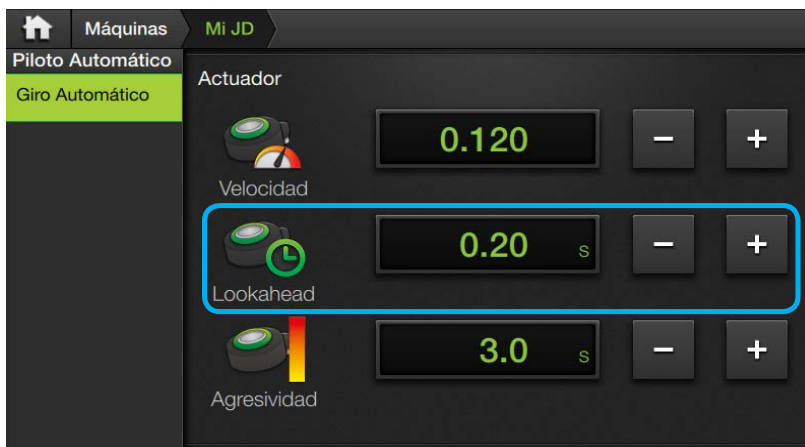 Máquinas
Mi JD
Piloto Automático
Giro Automático
Actuador
0.120
Velocidad
0.20 s
Lookahead
3.0 s
Agresividad